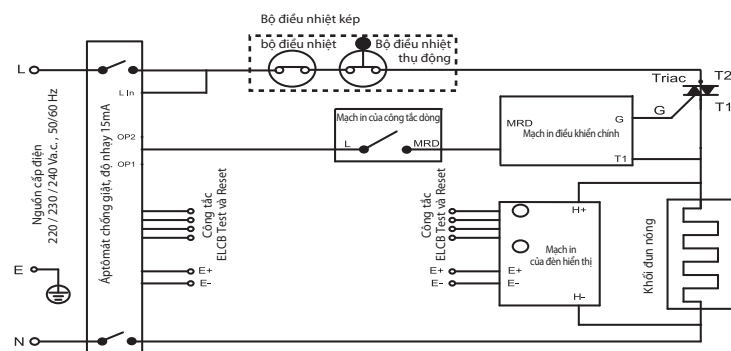 Bộ điều nhiệt kép
bộ điều nhiệt
Bộ điều nhiệt
thụ động
L
L In
OP2
OP1
Nguồn cấp điện
220 / 230 / 240 Va.c., 50/60 Hz
Áptômát chống giật, độ nhạy 15mA
Mạch in của công tắc dòng
L
MRD
MRD
G
Mạch in điều khiển chính
T1
Triac
T2
T1
G
Công tắc
ELCB Test và Reset
E+
E-
Công tắc
ELCB Test và Reset
E+
E-
H+
Mạch in
của đèn hiển thị
E+
E-
H-
Khối đun nóng
E
N